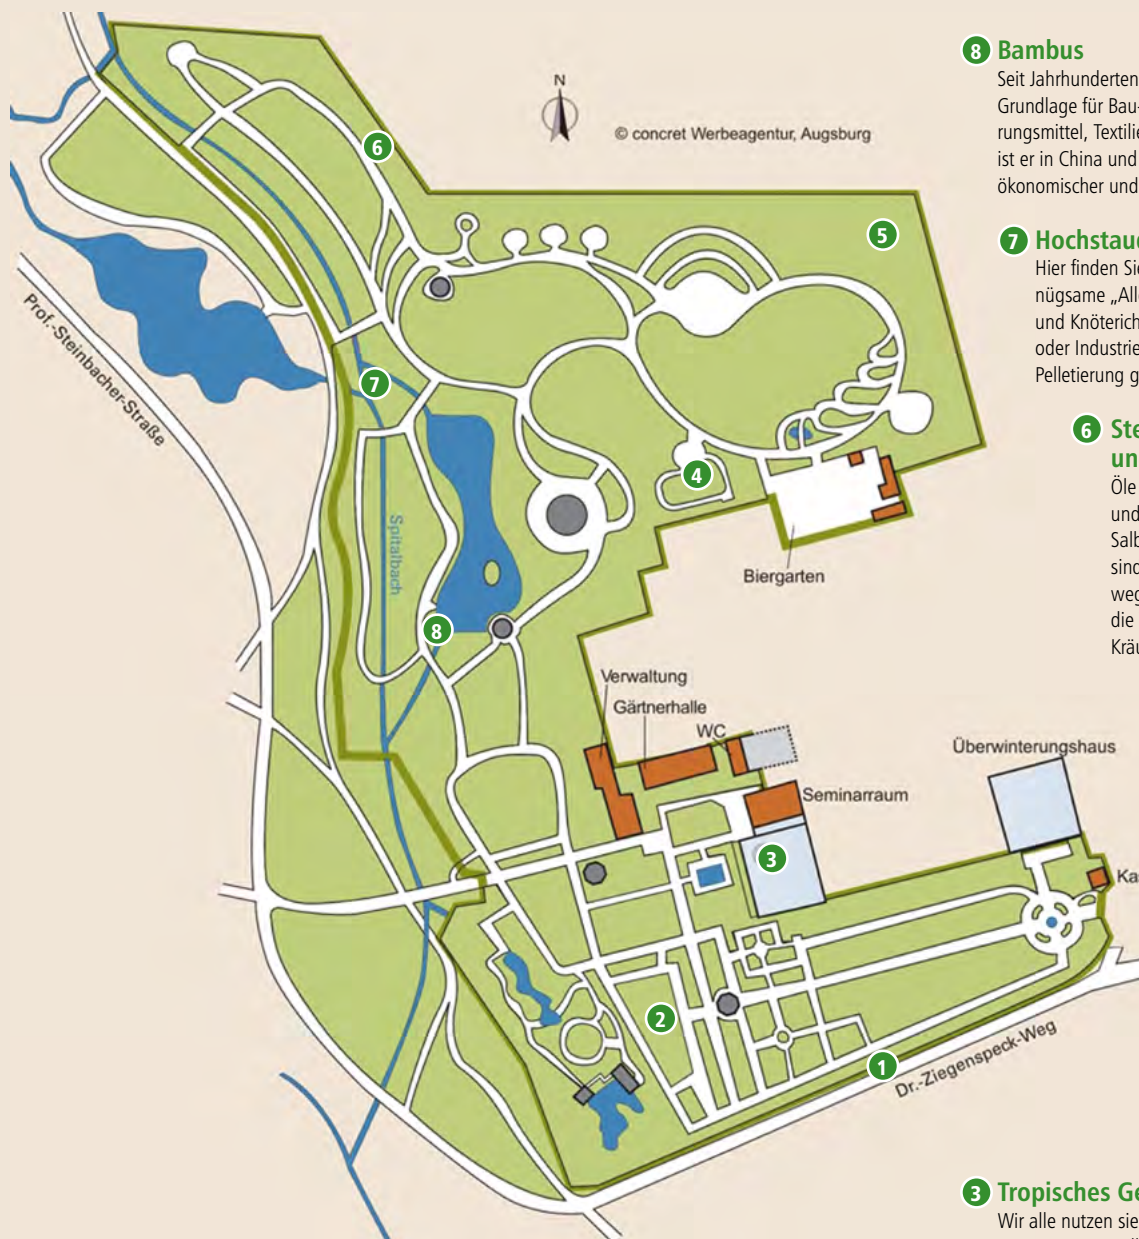 N
© concret Werbeagentur, Augsburg
6
5
7
4
Prof.-Steinbacher-Straße
Spitalbach
8
Biergarten
Verwaltung
Gärtnerhalle
WC
Seminarraum
Überwinterungshaus
3
Ka
2
1
Dr.-Ziegenspeck-Weg
8 Bambus
Seit Jahrhunderten
Grundlage für Bau-
rungsmittel, Textilie
ist er in China und
ökonomischer und
7 Hochstaud
Hier finden Sie
nügsame „All
und Knöterich
oder Industrie
Pelletierung g
6 Ste
un
Öle
und
Salb
sind
weg
die
Kräu
3 Tropisches Ge
Wir alle nutzen sie